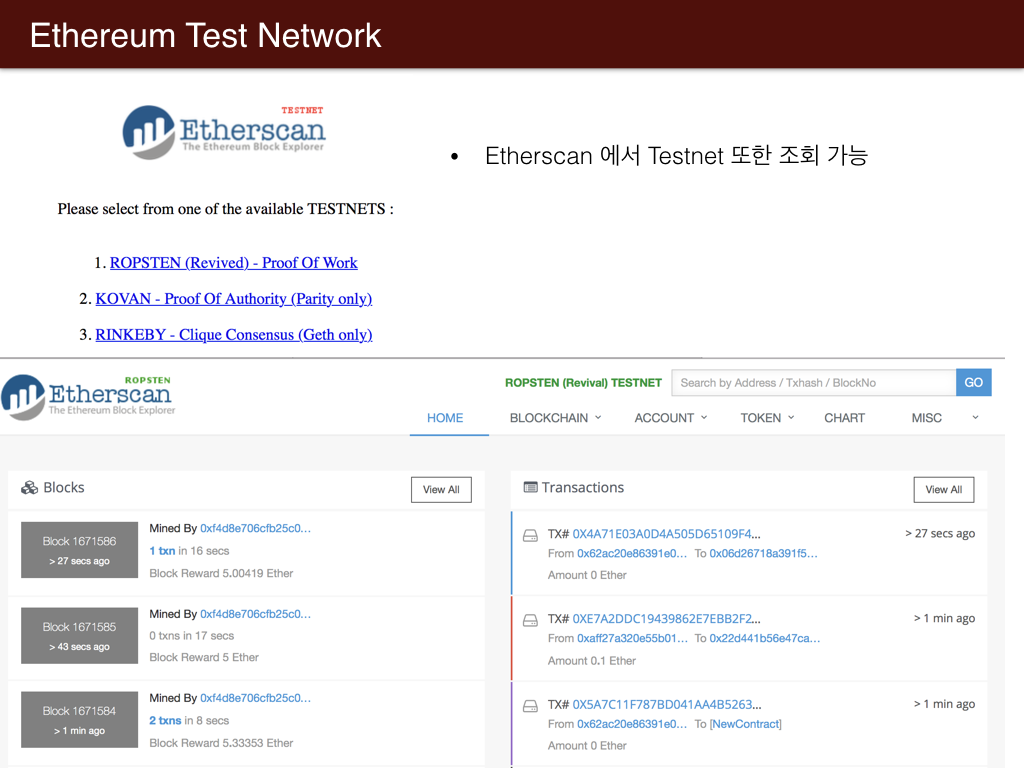 Ethereum Test Network
TESTNET
Etherscan
The Ethereum Block Explorer
• Etherscan 에서 Testnet 또한 조회 가능
Please select from one of the available TESTNETS :
1. ROPSTEN (Revived) - Proof Of Work
2. KOVAN - Proof Of Authority (Parity only)
3. RINKEBY - Clique Consensus (Geth only)
ROPSTEN
Etherscan
The Ethereum Block Explorer
ROPSTEN (Revival) TESTNET
Search by Address / Txhash / BlockNo
GO
HOME BLOCKCHAIN ACCOUNT TOKEN CHART MISC
Blocks
View All
Block 1671586
> 27 secs ago
Mined By 0xf4d8e706cfb25c0...
1 txn in 16 secs
Block Reward 5.00419 Ether
Block 1671585
> 43 secs ago
Mined By 0xf4d8e706cfb25c0...
0 txns in 17 secs
Block Reward 5 Ether
Block 1671584
> 1 min ago
Mined By 0xf4d8e706cfb25c0...
2 txns in 8 secs
Block Reward 5.33353 Ether
Transactions
View All
TX# 0X4A71E03A0D4A505D65109F4... > 27 secs ago
From 0x62ac20e86391e0... To 0x06d26718a391f5...
Amount 0 Ether
TX# 0XE7A2DDC19439862E7EBB2F2... > 1 min ago
From 0xaff27a320e55b01... To 0x22d441b56e47ca...
Amount 0.1 Ether
TX# 0X5A7C11F787BD041AA4B5263... > 1 min ago
From 0x62ac20e86391e0... To [NewContract]
Amount 0 Ether